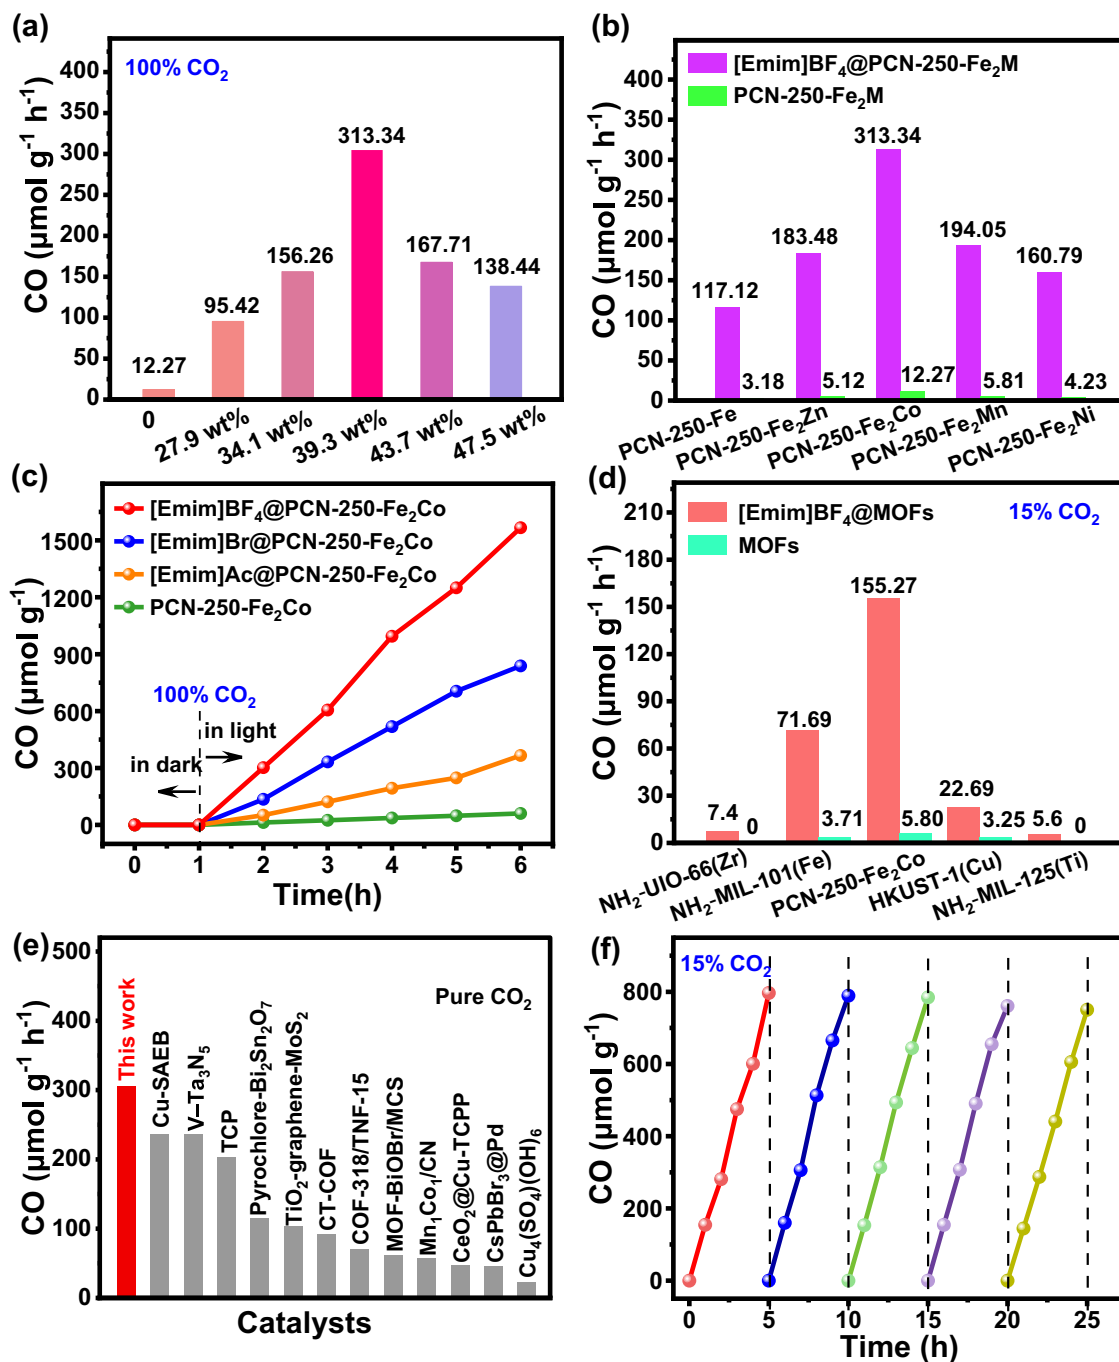 (a)
100% CO₂
CO (μmol g⁻¹ h⁻¹)
400
350
300
250
200
150
100
50
0
12.27
95.42
156.26
313.34
167.71
138.44
0
27.9 wt%
34.1 wt%
39.3 wt%
43.7 wt%
47.5 wt%
(b)
[Emim]BF₄@PCN-250-Fe₂M
PCN-250-Fe₂M
CO (μmol g⁻¹ h⁻¹)
400
350
300
250
200
150
100
50
0
117.12
3.18
183.48
5.12
313.34
12.27
194.05
5.81
160.79
4.23
PCN-250-Fe
PCN-250-Fe₂Zn
PCN-250-Fe₂Co
PCN-250-Fe₂Mn
PCN-250-Fe₂Ni
(c)
[Emim]BF₄@PCN-250-Fe₂Co
[Emim]Br@PCN-250-Fe₂Co
[Emim]Ac@PCN-250-Fe₂Co
PCN-250-Fe₂Co
100% CO₂
in light
in dark
CO (μmol g⁻¹)
1500
1200
900
600
300
0
0 1 2 3 4 5 6
Time(h)
(d)
[Emim]BF₄@MOFs
MOFs
15% CO₂
CO (μmol g⁻¹ h⁻¹)
210
180
150
120
90
60
30
0
7.4
0
71.69
3.71
155.27
5.80
22.69
3.25
5.6
0
NH₂-UIO-66(Zr)
NH₂-MIL-101(Fe)
PCN-250-Fe₂Co
HKUST-1(Cu)
NH₂-MIL-125(Ti)
(e)
Pure CO₂
CO (μmol g⁻¹ h⁻¹)
500
400
300
200
100
0
This work
Cu-SAEB
V–Ta₃N₅
TCP
Pyrochlore-Bi₂Sn₂O₇
TiO₂-graphene-MoS₂
CT-COF
COF-318/TNF-15
MOF-BiOBr/MCS
Mn₁Co₁/CN
CeO₂@Cu-TCPP
CsPbBr₃@Pd
Cu₄(SO₄)(OH)₆
Catalysts
(f)
15% CO₂
CO (μmol g⁻¹)
800
600
400
200
0
0 5 10 15 20 25
Time (h)